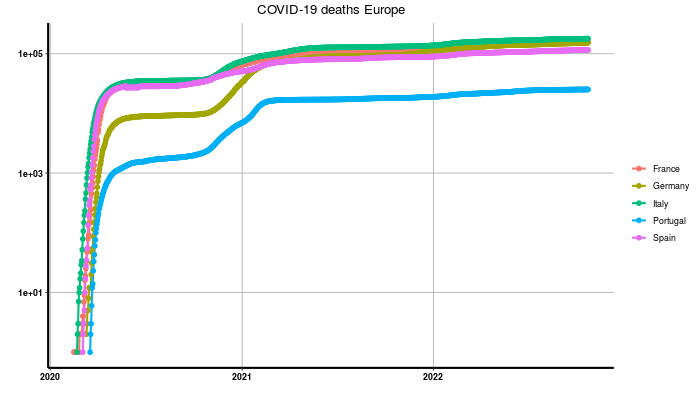 COVID-19 deaths Europe
1e+05
1e+03
1e+01
2020
2021
2022
France
Germany
Italy
Portugal
Spain